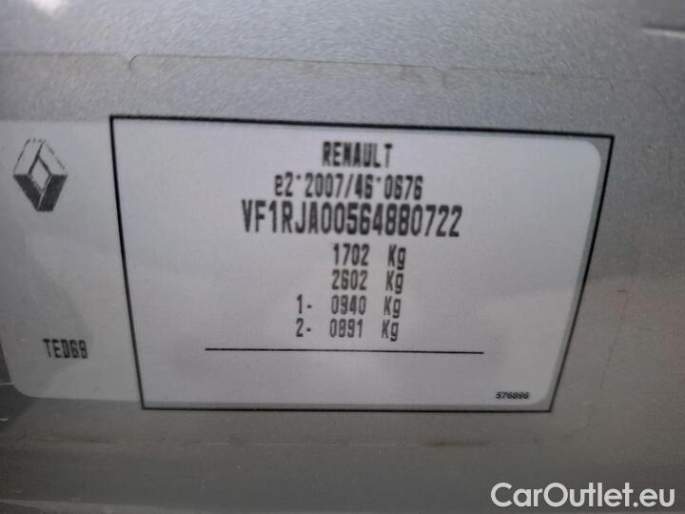 RENAULT
e2*2007/46*0676
VF1RJA00564880722
1702 Kg
2602 Kg
1- 0940 Kg
2- 0891 Kg
TED69
576896
CarOutlet.eu